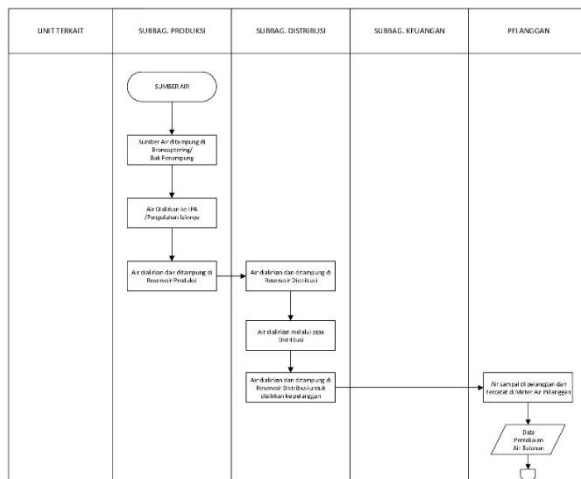 UNIT TERKAIT
SUBBAG. PRODUKSI
SUBBAG. DISTRIBUSI
SUBBAG. KEUANGAN
PELANGGAN
SUMBER AIR
Sumber Air ditampung di
Broncaptering/
Bak Penampung
Air Dialirkan ke IPA
/Pengolahan lainnya
Air dialirkan dan ditampung di
Reservoir Produksi
Air dialirkan dan ditampung di
Reservoir Distribusi
Air dialirkan melalui pipa
Distribusi
Air dialirkan dan ditampung di
Reservoir Distribusi untuk
dialirkan ke pelanggan
Air sampai di pelanggan dan
tercatat di Meter Air Pelanggan
Data
Pemakaian
Air Bulanan